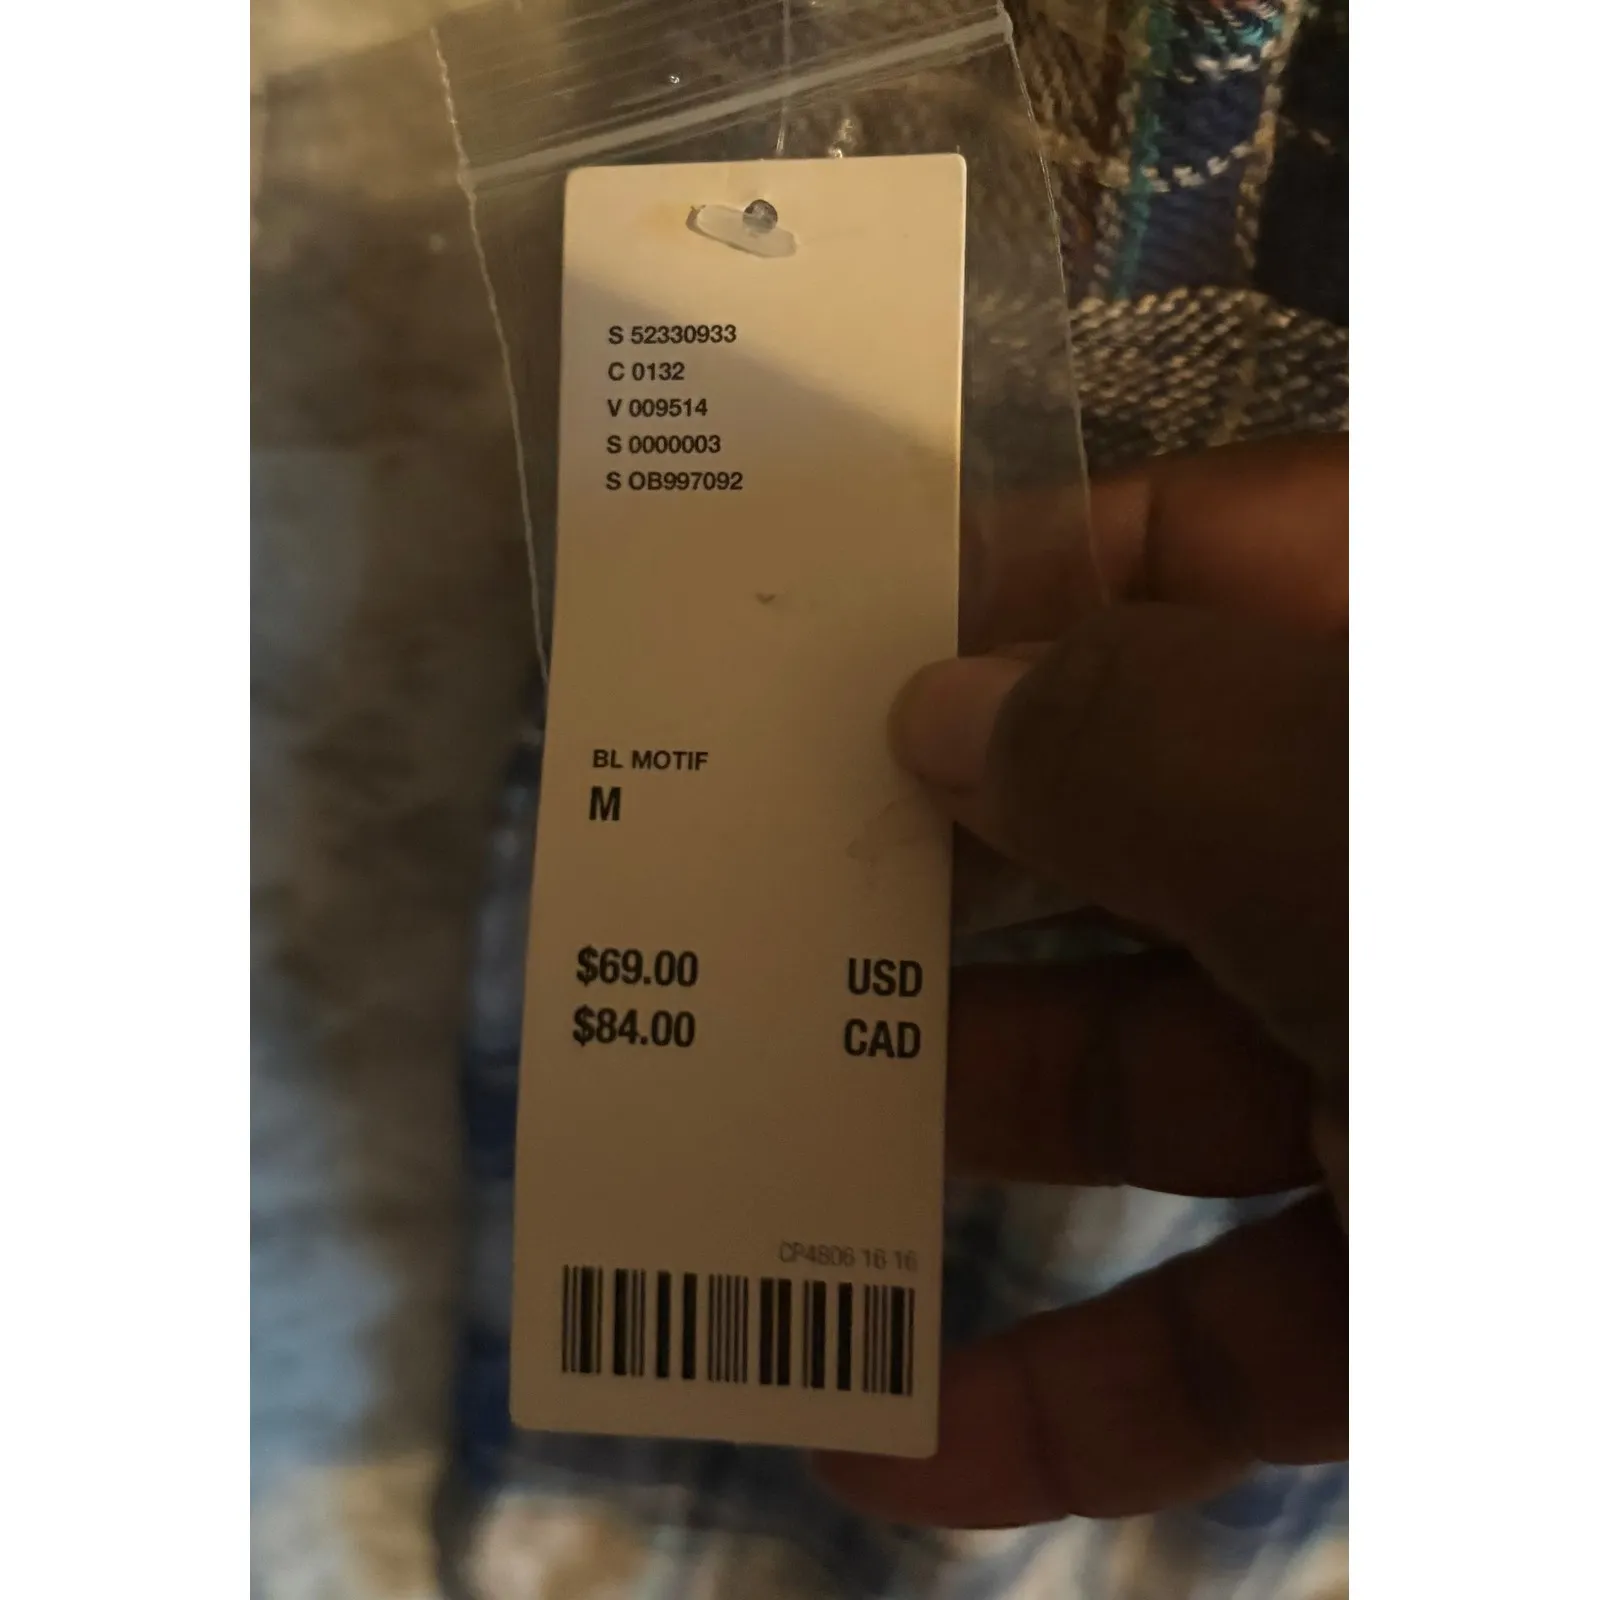 S 52330933
C 0132
V 009514
S 0000003
S OB997092
BL MOTIF
M
$69.00 USD
$84.00 CAD
CP4806 16 16